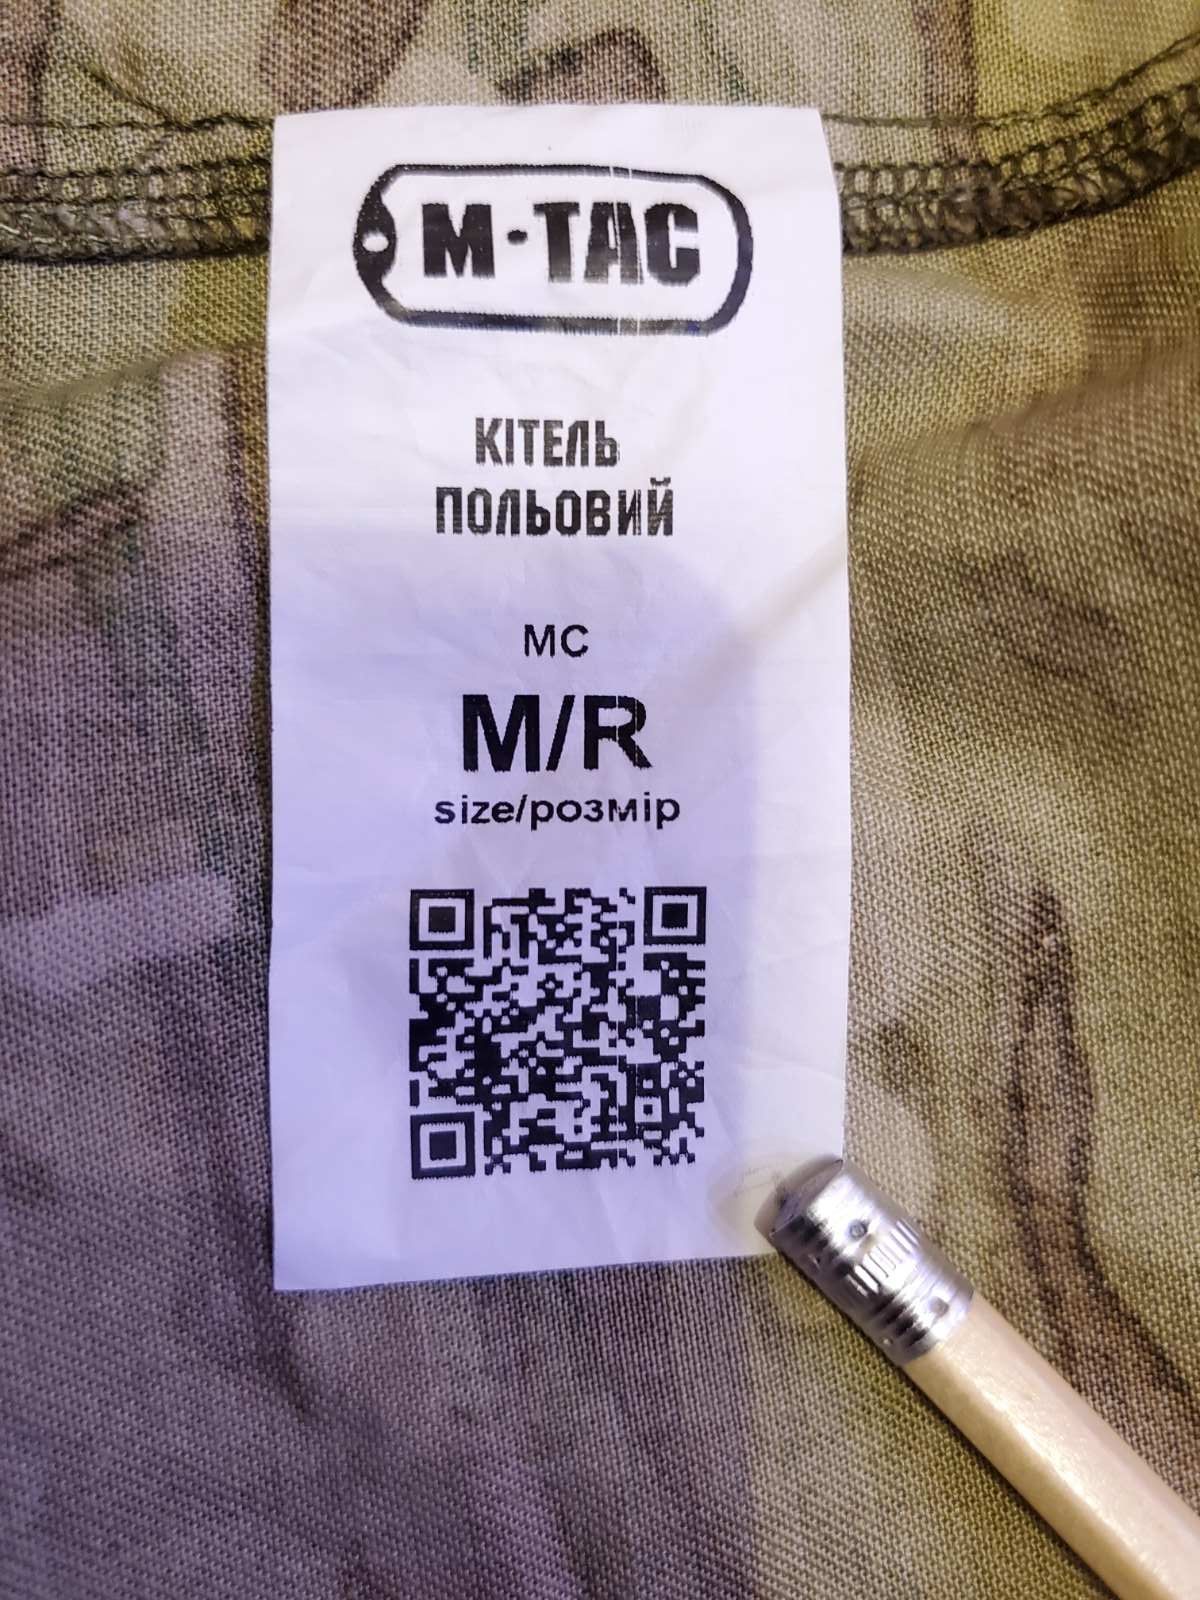 M·TAC
КІТЕЛЬ
ПОЛЬОВИЙ
MC
M/R
size/розмір